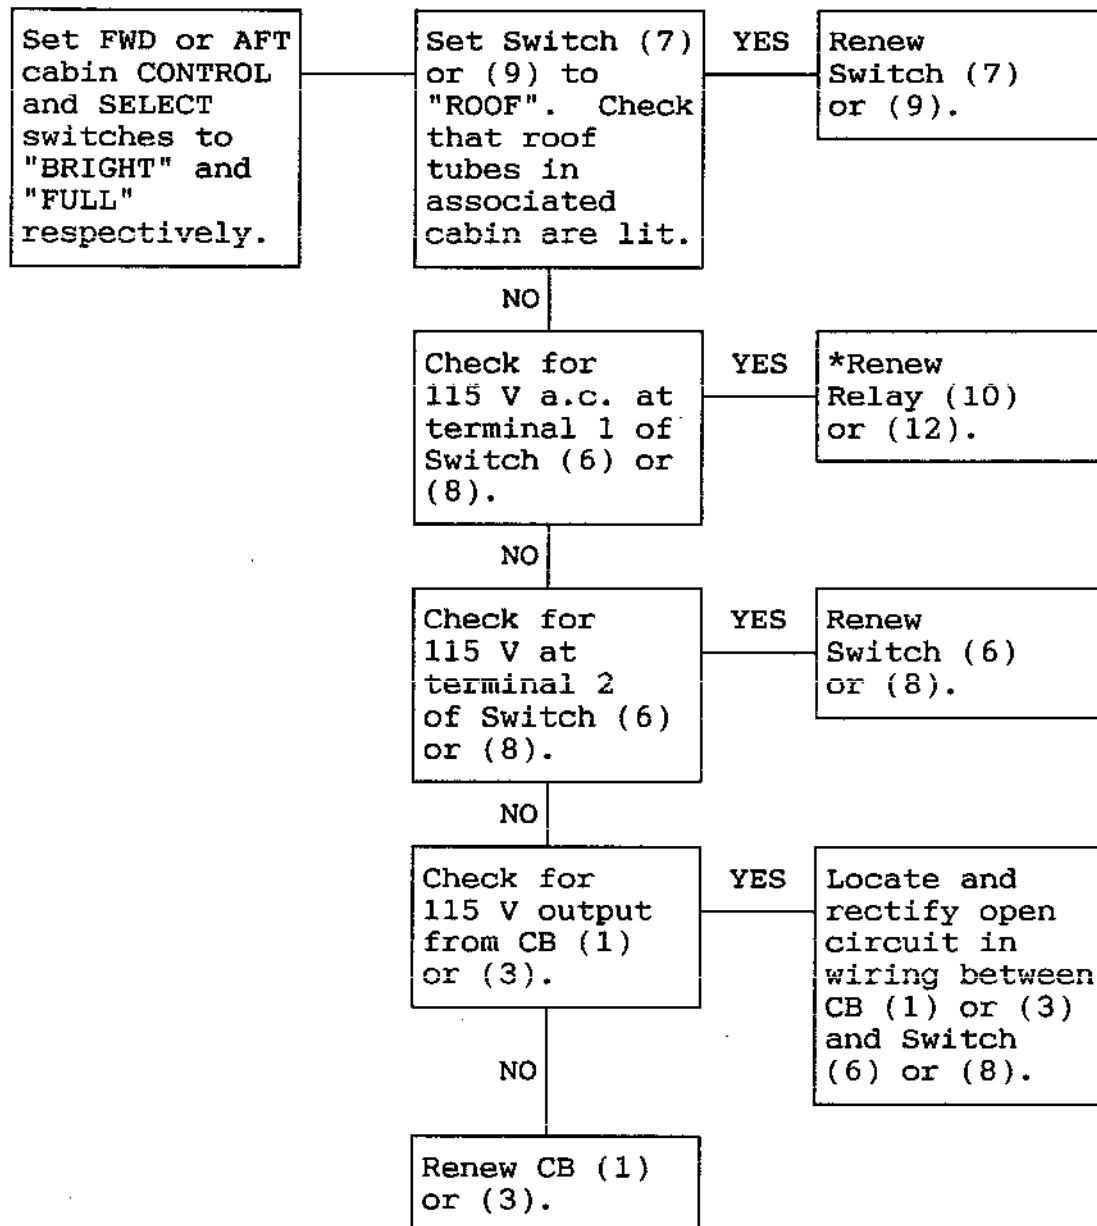 Set FWD or AFT
cabin CONTROL
and SELECT
switches to
"BRIGHT" and
"FULL"
respectively.
Set Switch (7)
or (9) to
"ROOF". Check
that roof
tubes in
associated
cabin are lit.
YES
Renew
Switch (7)
or (9).
NO
Check for
115 V a.c. at
terminal 1 of
Switch (6) or
(8).
YES
*Renew
Relay (10)
or (12).
NO
Check for
115 V at
terminal 2
of Switch (6)
or (8).
YES
Renew
Switch (6)
or (8).
NO
Check for
115 V output
from CB (1)
or (3).
YES
Locate and
rectify open
circuit in
wiring between
CB (1) or (3)
and Switch
(6) or (8).
NO
Renew CB (1)
or (3).